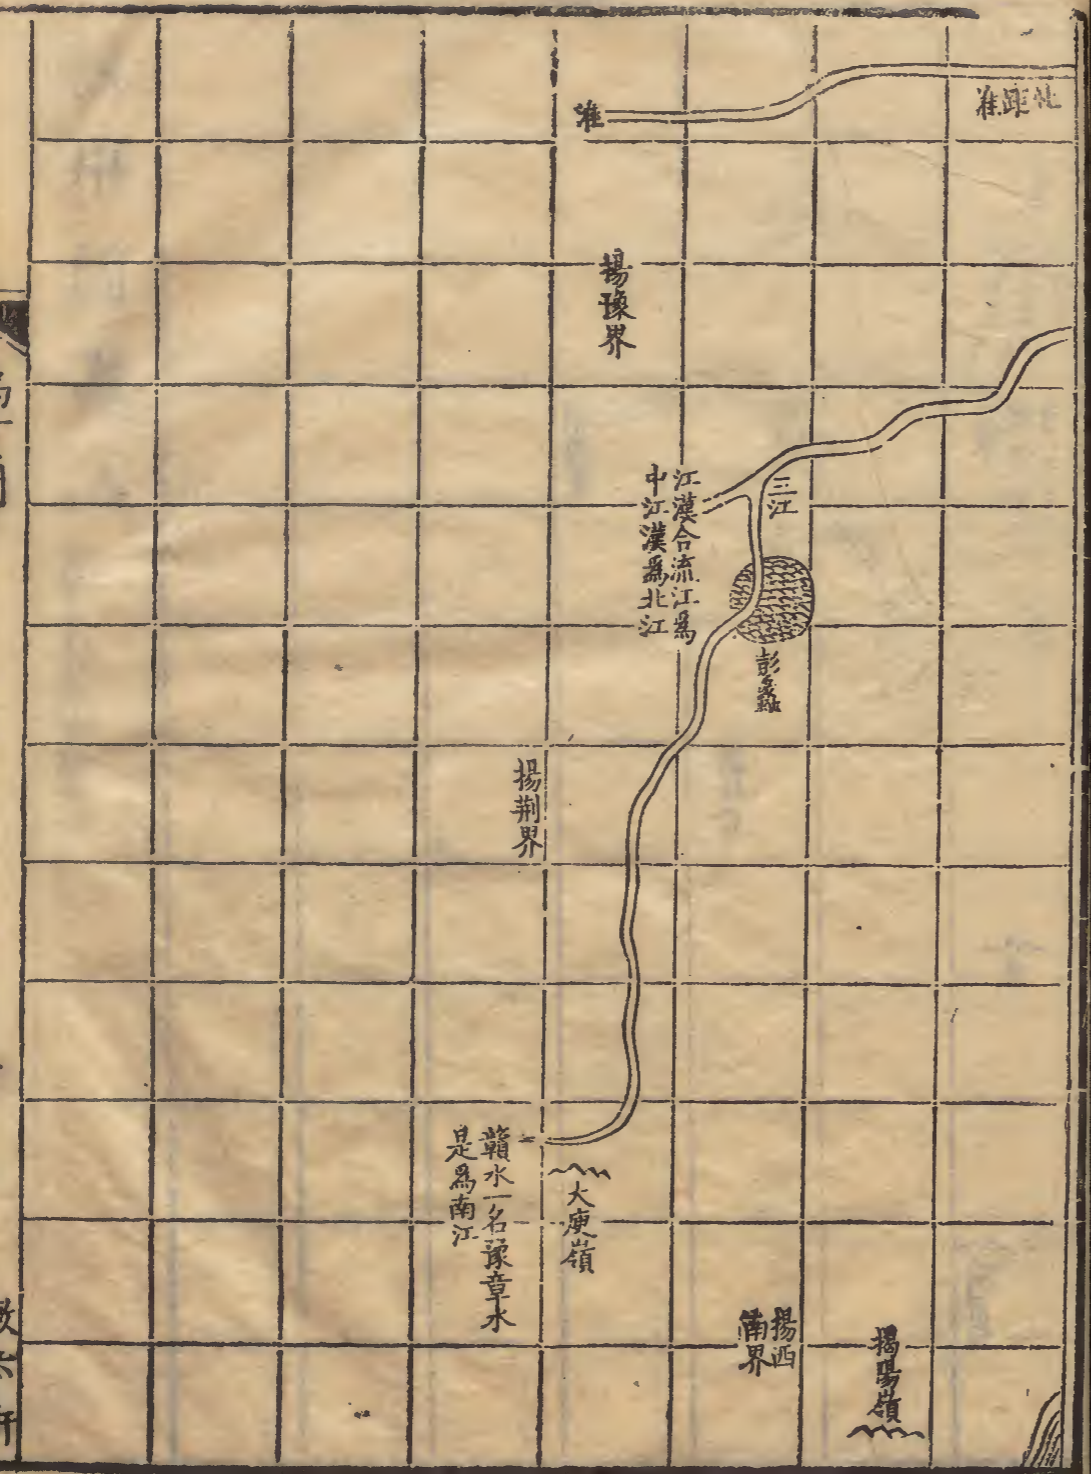 北距淮
淮
揚豫界
三江
江漢合流江爲
中江漢爲北江
彭蠡
揚荆界
贛水一名豫章水
是爲南江
大庾嶺
揚西
南界
揭陽嶺